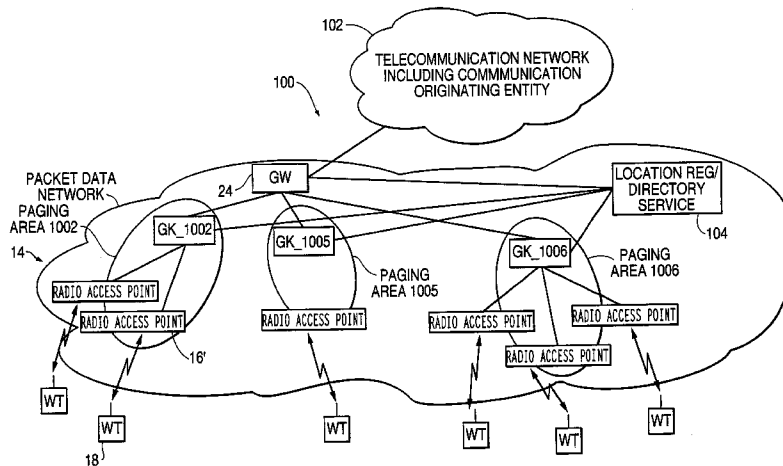 102
TELECOMMUNICATION NETWORK
INCLUDING COMMMUNICATION
ORIGINATING ENTITY
100
PACKET DATA
NETWORK
PAGING
AREA 1002
24
GW
LOCATION REG/
DIRECTORY
SERVICE
104
GK_1002
GK_1005
GK_1006
14
PAGING
AREA 1005
PAGING
AREA 1006
RADIO ACCESS POINT
RADIO ACCESS POINT
16'
RADIO ACCESS POINT
RADIO ACCESS POINT
RADIO ACCESS POINT
RADIO ACCESS POINT
WT
WT
18
WT
WT
WT
WT